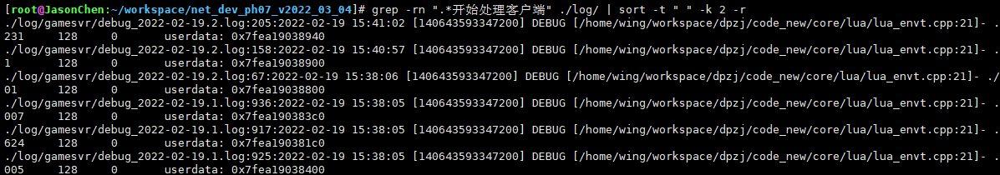 [root@JasonChen:~/workspace/net_dev_ph07_v2022_03_04]# grep -rn ".*开始处理客户端" ./log/ | sort -t " " -k 2 -r
./log/gamesvr/debug_2022-02-19.2.log:205:2022-02-19 15:41:02 [140643593347200] DEBUG [/home/wing/workspace/dpzj/code_new/core/lua/lua_envt.cpp:21]- .
231 128 0 userdata: 0x7fea19038940
./log/gamesvr/debug_2022-02-19.2.log:158:2022-02-19 15:40:57 [140643593347200] DEBUG [/home/wing/workspace/dpzj/code_new/core/lua/lua_envt.cpp:21]- .
1 128 0 userdata: 0x7fea19038900
./log/gamesvr/debug_2022-02-19.2.log:67:2022-02-19 15:38:06 [140643593347200] DEBUG [/home/wing/workspace/dpzj/code_new/core/lua/lua_envt.cpp:21]- ./
01 128 0 userdata: 0x7fea19038800
./log/gamesvr/debug_2022-02-19.1.log:936:2022-02-19 15:38:05 [140643593347200] DEBUG [/home/wing/workspace/dpzj/code_new/core/lua/lua_envt.cpp:21]- .
007 128 0 userdata: 0x7fea190383c0
./log/gamesvr/debug_2022-02-19.1.log:917:2022-02-19 15:38:05 [140643593347200] DEBUG [/home/wing/workspace/dpzj/code_new/core/lua/lua_envt.cpp:21]- .
624 128 0 userdata: 0x7fea190381c0
./log/gamesvr/debug_2022-02-19.1.log:925:2022-02-19 15:38:05 [140643593347200] DEBUG [/home/wing/workspace/dpzj/code_new/core/lua/lua_envt.cpp:21]- .
005 128 0 userdata: 0x7fea19038400